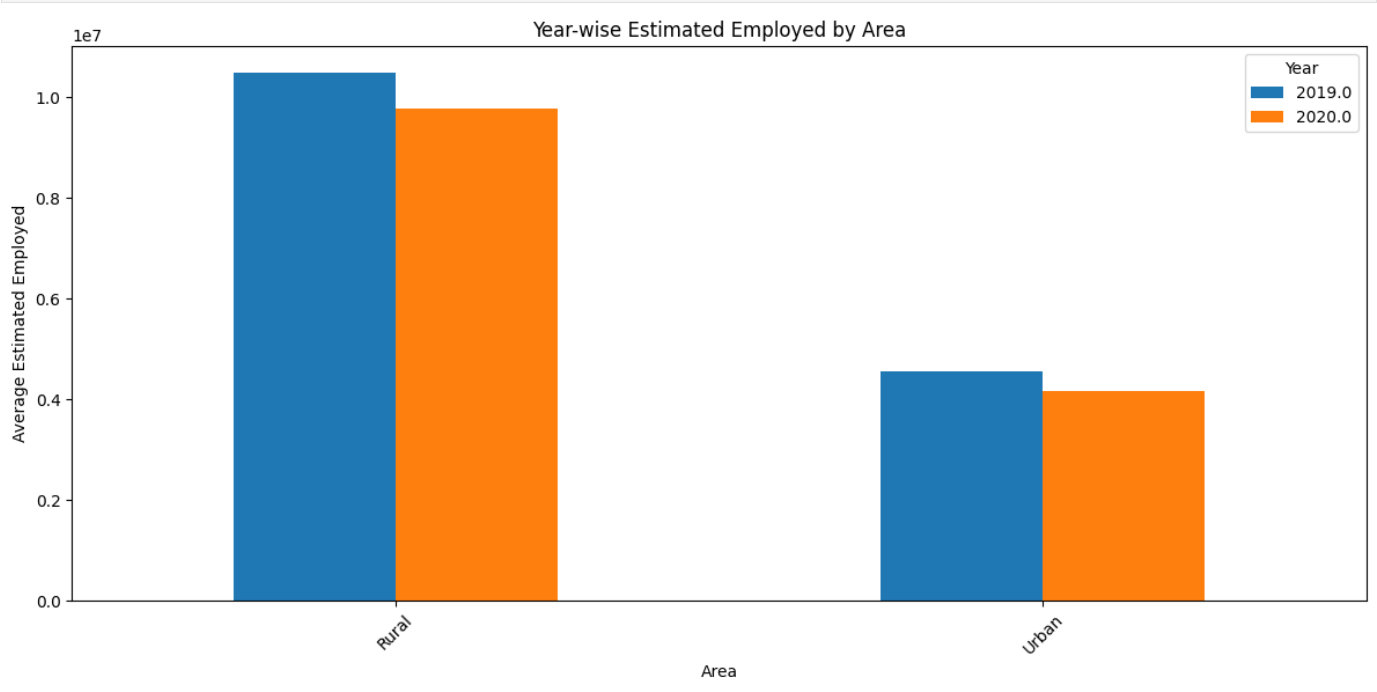 Year-wise Estimated Employed by Area
1e7
Year
2019.0
2020.0
1.0
0.8
0.6
0.4
0.2
0.0
Average Estimated Employed
Rural
Urban
Area